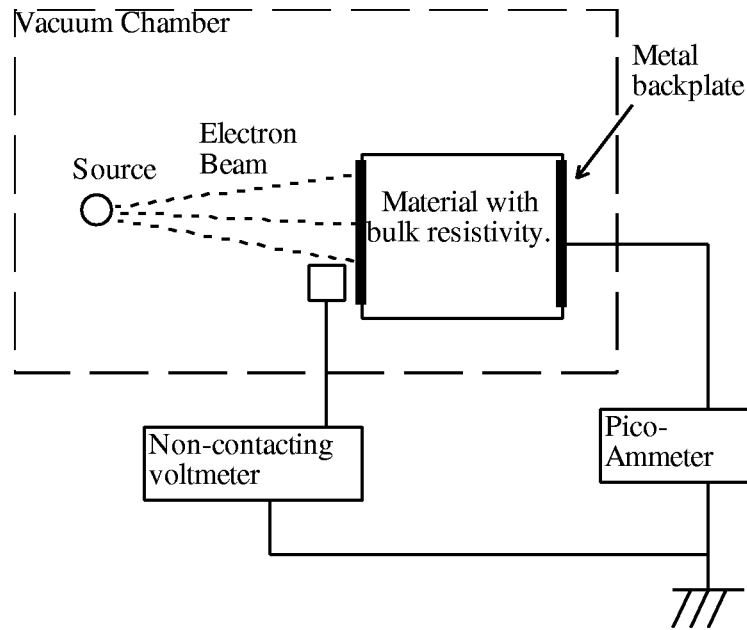 Vacuum Chamber
Metal
backplate
Electron
Beam
Source
Material with
bulk resistivity.
Non-contacting
voltmeter
Pico-
Ammeter